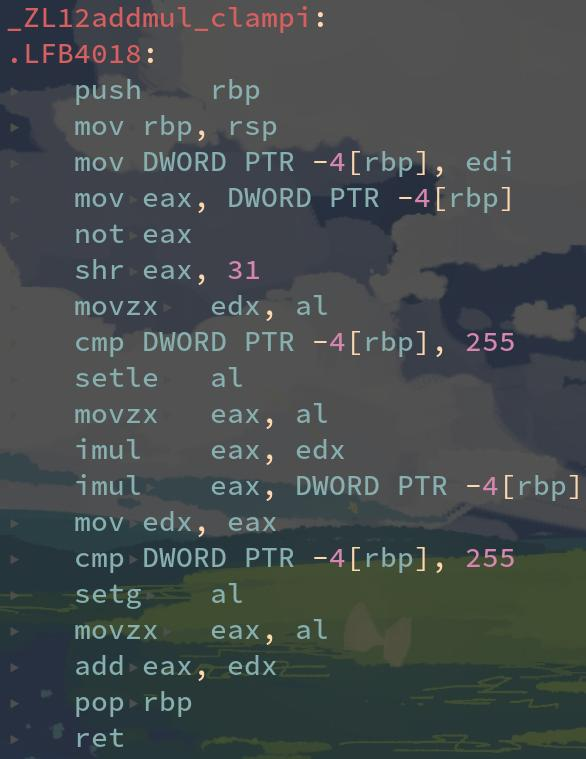 _ZL12addmul_clampi:
.LFB4018:
push rbp
mov rbp, rsp
mov DWORD PTR -4[rbp], edi
mov eax, DWORD PTR -4[rbp]
not eax
shr eax, 31
movzx edx, al
cmp DWORD PTR -4[rbp], 255
setle al
movzx eax, al
imul eax, edx
imul eax, DWORD PTR -4[rbp]
mov edx, eax
cmp DWORD PTR -4[rbp], 255
setg al
movzx eax, al
add eax, edx
pop rbp
ret